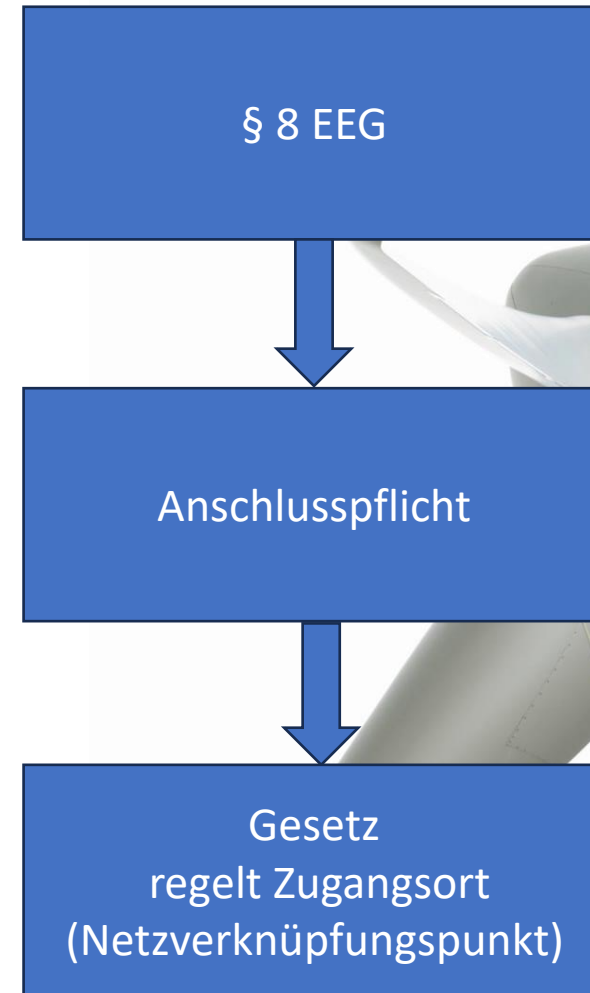 § 8 EEG
Anschlusspflicht
Gesetz
regelt Zugangsort
(Netzverknüpfungspunkt)